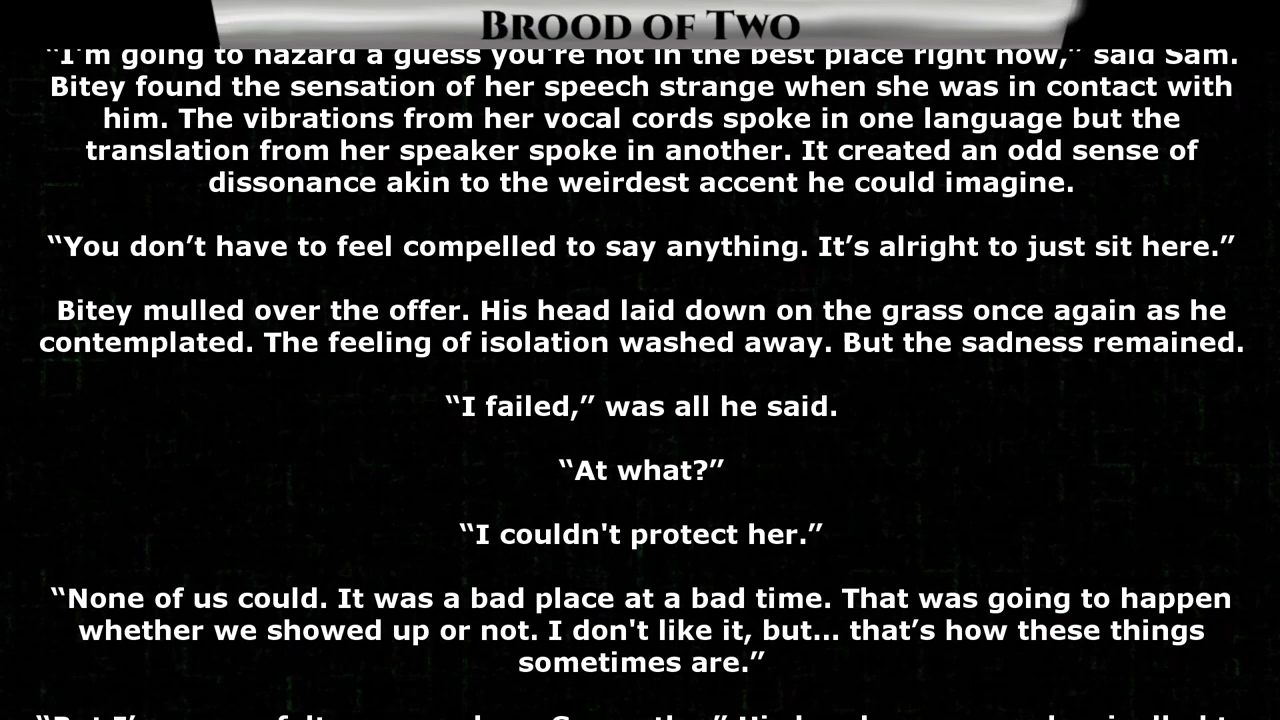 Brood of Two
"I'm going to hazard a guess you're not in the best place right now," said Sam.
Bitey found the sensation of her speech strange when she was in contact with
him. The vibrations from her vocal cords spoke in one language but the
translation from her speaker spoke in another. It created an odd sense of
dissonance akin to the weirdest accent he could imagine.
“You don’t have to feel compelled to say anything. It’s alright to just sit here.”
Bitey mulled over the offer. His head laid down on the grass once again as he
contemplated. The feeling of isolation washed away. But the sadness remained.
“I failed,” was all he said.
“At what?”
“I couldn't protect her.”
“None of us could. It was a bad place at a bad time. That was going to happen
whether we showed up or not. I don't like it, but... that’s how these things
sometimes are.”
“But I’ve never felt